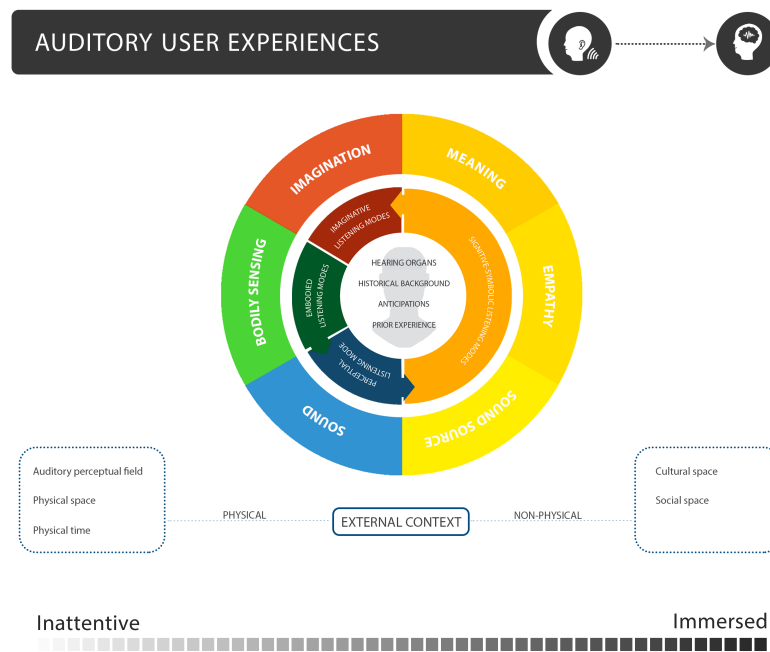 AUDITORY USER EXPERIENCES
IMAGINATION
MEANING
BODILY SENSING
EMPATHY
SOUND
SOUND SOURCE
IMAGINATIVE
LISTENING MODES
EMBODIED
LISTENING MODES
PERCEPTUAL
LISTENING MODE
SIGNITIVE-SYMBOLIC LISTENING MODES
HEARING ORGANS
HISTORICAL BACKGROUND
ANTICIPATIONS
PRIOR EXPERIENCE
Auditory perceptual field
Physical space
Physical time
PHYSICAL
EXTERNAL CONTEXT
NON-PHYSICAL
Cultural space
Social space
Inattentive
Immersed